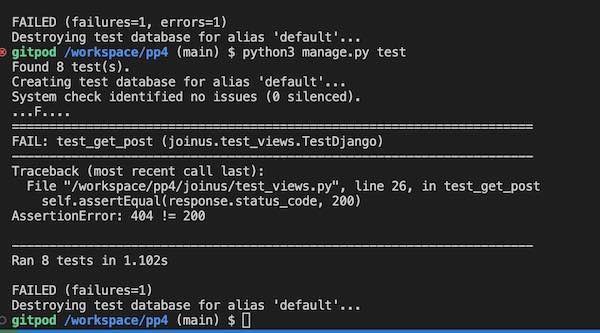 FAILED (failures=1, errors=1)
Destroying test database for alias 'default'...
gitpod /workspace/pp4 (main) $ python3 manage.py test
Found 8 test(s).
Creating test database for alias 'default'...
System check identified no issues (0 silenced).
...F....
======================================================================
FAIL: test_get_post (joinus.test_views.TestDjango)
----------------------------------------------------------------------
Traceback (most recent call last):
  File "/workspace/pp4/joinus/test_views.py", line 26, in test_get_post
    self.assertEqual(response.status_code, 200)
AssertionError: 404 != 200
----------------------------------------------------------------------
Ran 8 tests in 1.102s
FAILED (failures=1)
Destroying test database for alias 'default'...
gitpod /workspace/pp4 (main) $